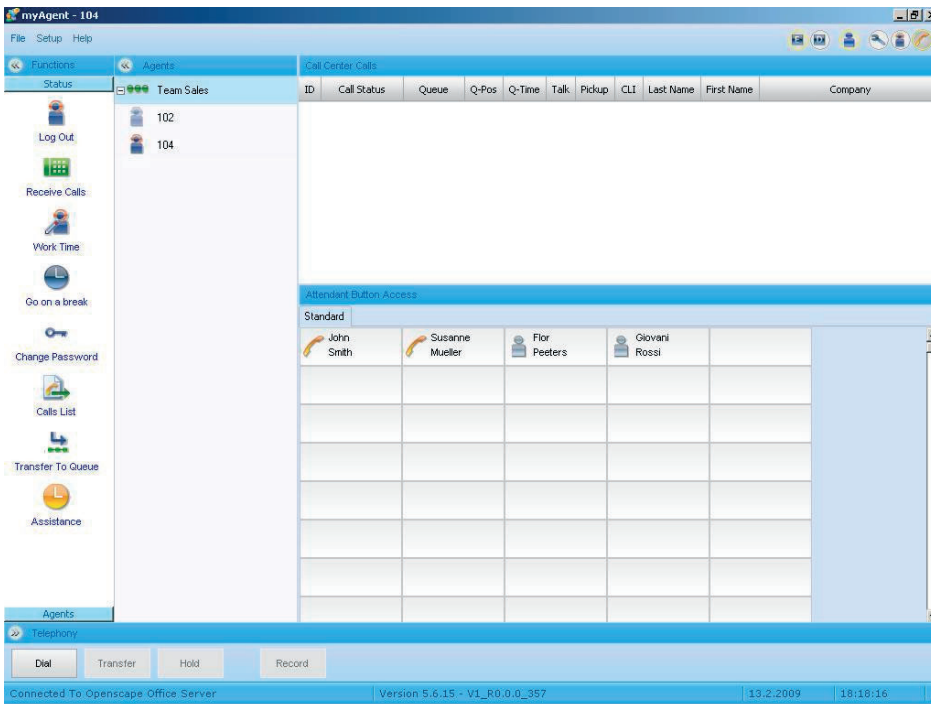 myAgent - 104
File Setup Help
Functions
Agents
Call Center Calls
Status
Team Sales
ID Call Status Queue Q-Pos Q-Time Talk Pickup CLI Last Name First Name Company
102
104
Log Out
Receive Calls
Work Time
Go on a break
Change Password
Calls List
Transfer To Queue
Assistance
Agents
Attendant Button Access
Standard
John
Smith
Susanne
Mueller
Flor
Peeters
Giovani
Rossi
Telephony
Dial Transfer Hold Record
Connected To Openscape Office Server Version 5.6.15 - V1_R0.0.0_357 13.2.2009 18:18:16